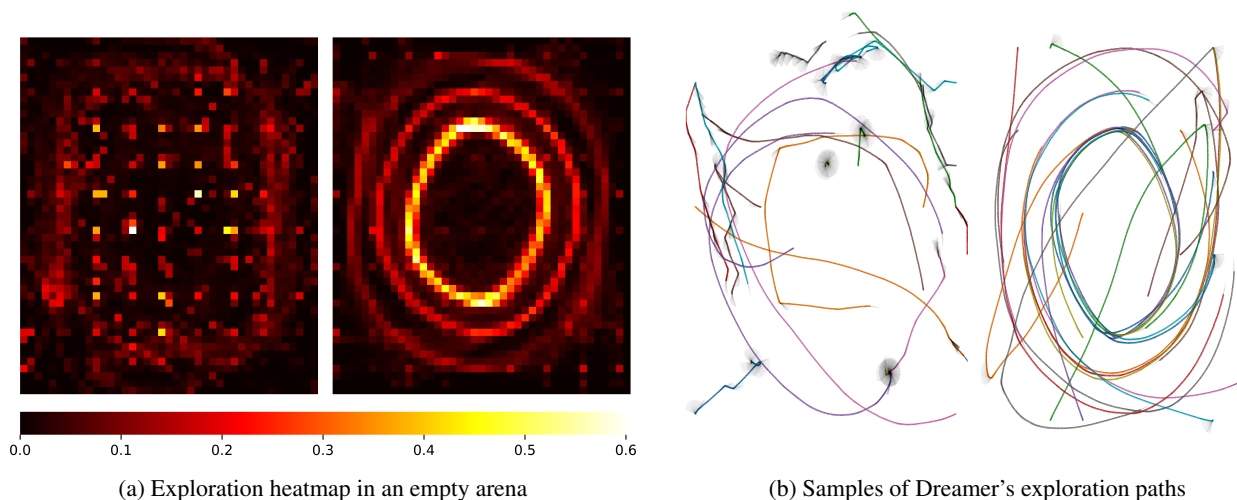 0.0 0.1 0.2 0.3 0.4 0.5 0.6
(a) Exploration heatmap in an empty arena
(b) Samples of Dreamer's exploration paths